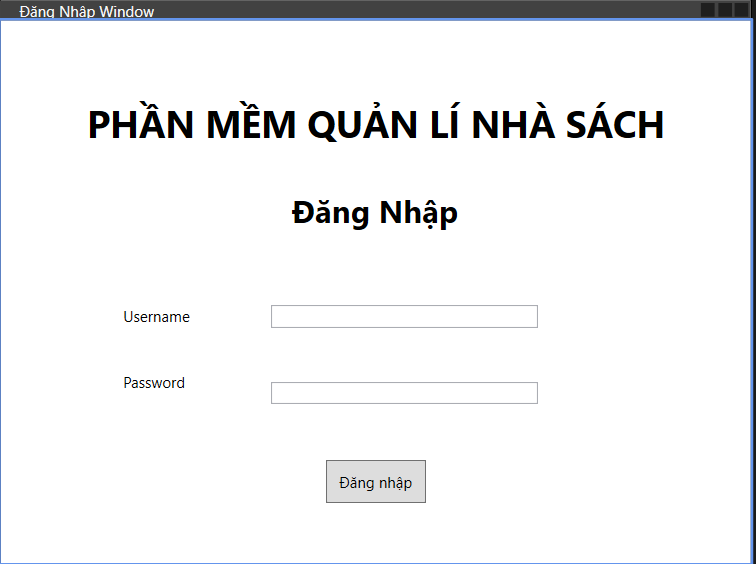 Đăng Nhập Window
PHẦN MỀM QUẢN LÍ NHÀ SÁCH
Đăng Nhập
Username
Password
Đăng nhập